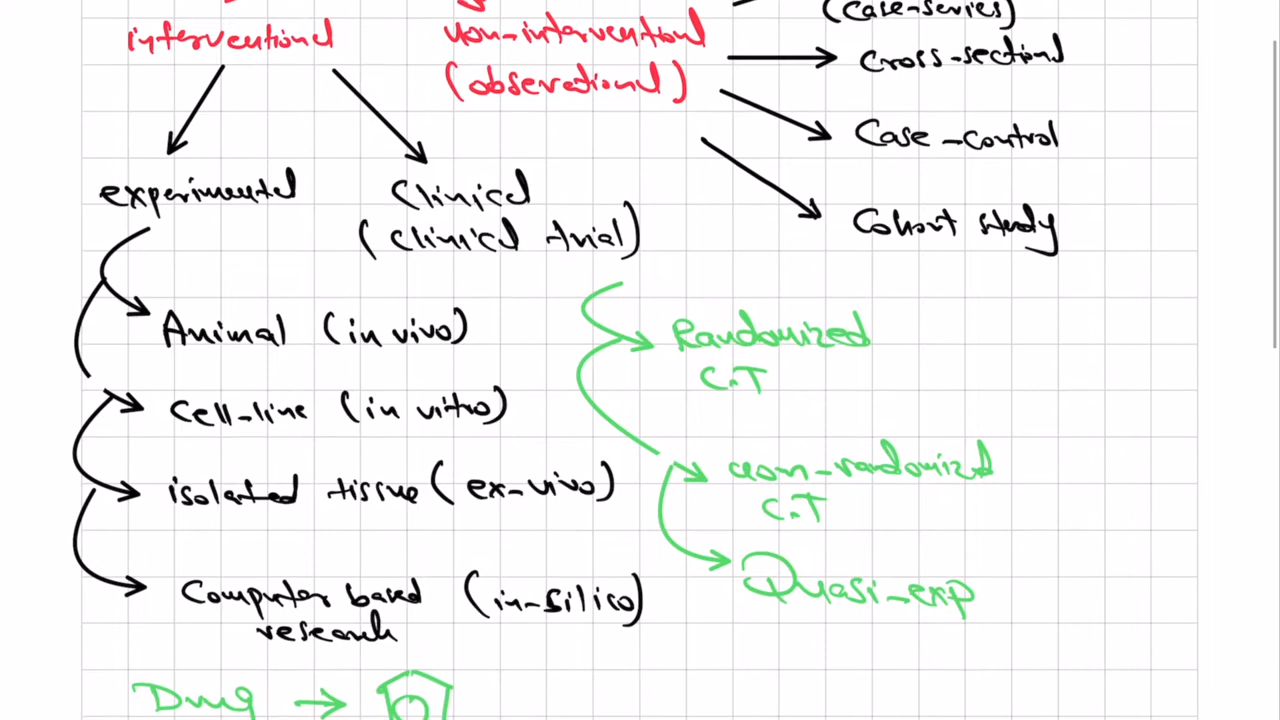 interventional
non-interventional
(observational)
(case-series)
Cross-sectional
Case-control
Cohort study
experimental
Clinical
(clinical trial)
Animal (in vivo)
Cell-line (in vitro)
isolated tissue (ex-vivo)
Computer based (in-silico)
research
Randomized
C.T
non-randomized
C.T
Quasi-exp
Drug